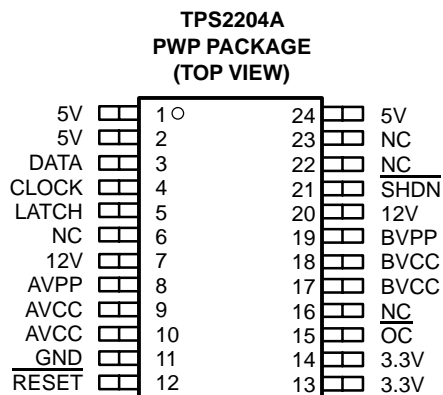 TPS2204A
PWP PACKAGE
(TOP VIEW)
5V 1 24 5V
5V 2 23 NC
DATA 3 22 NC
CLOCK 4 21 SHDN
LATCH 5 20 12V
NC 6 19 BVPP
12V 7 18 BVCC
AVPP 8 17 BVCC
AVCC 9 16 NC
AVCC 10 15 OC
GND 11 14 3.3V
RESET 12 13 3.3V